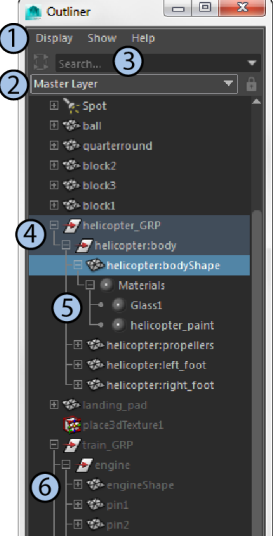 Outliner
1
Display Show Help
3
Search...
2
Master Layer
Spot
ball
quarterround
block2
block3
block1
4
helicopter_GRP
helicopter:body
helicopter:bodyShape
Materials
5
Glass1
helicopter_paint
helicopter:propellers
helicopter:left_foot
helicopter:right_foot
landing_pad
place3dTexture1
train_GRP
engine
6
engineShape
pin1
pin2